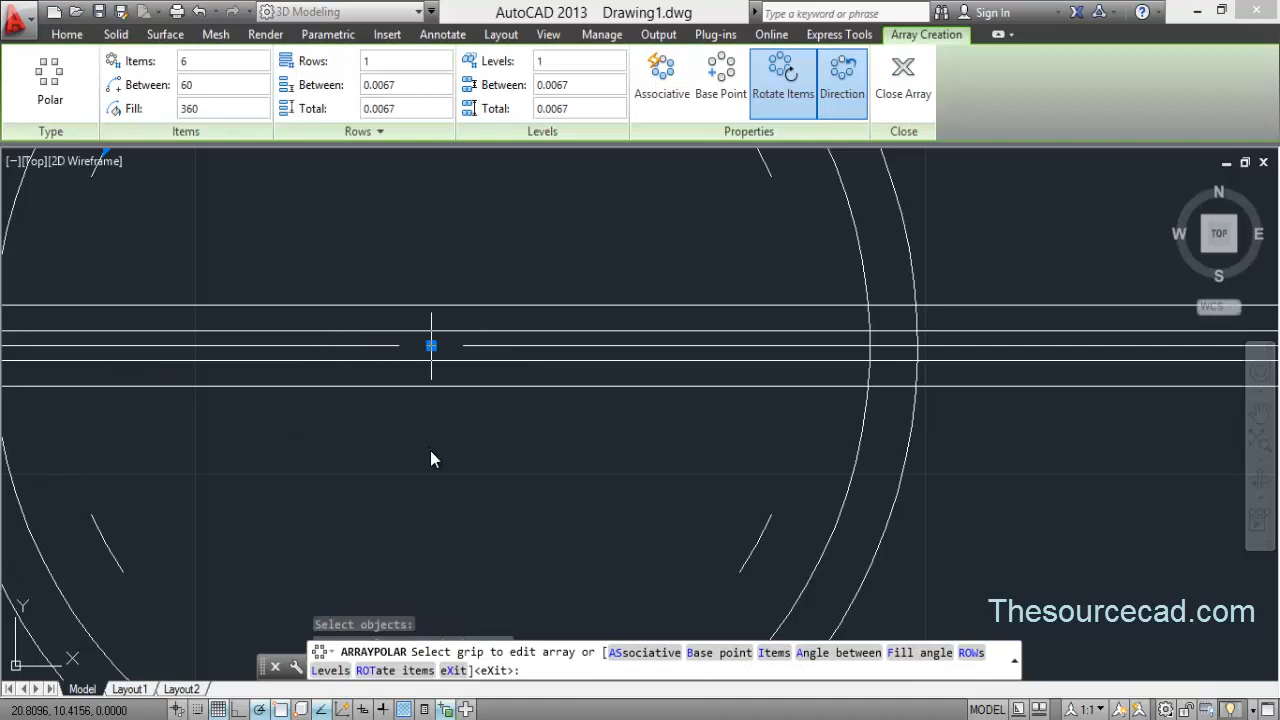 3D Modeling
AutoCAD 2013 Drawing1.dwg
Type a keyword or phrase
Sign In
Home Solid Surface Mesh Render Parametric Insert Annotate Layout View Manage Output Plug-ins Online Express Tools Array Creation
Items: 6
Between: 60
Fill: 360
Rows: 1
Between: 0.0067
Total: 0.0067
Levels: 1
Between: 0.0067
Total: 0.0067
Polar
Associative Base Point Rotate Items Direction Close Array
Type Items Rows Levels Properties Close
[−][Top][2D Wireframe]
N
W TOP E
S
WCS
Thesourcecad.com
Y
X
Select objects:
ARRAYPOLAR Select grip to edit array or [ASsociative Base point Items Angle between Fill angle ROWs
Levels ROTate items eXit]<eXit>:
Model Layout1 Layout2
20.8096, 10.4156, 0.0000
MODEL 1:1